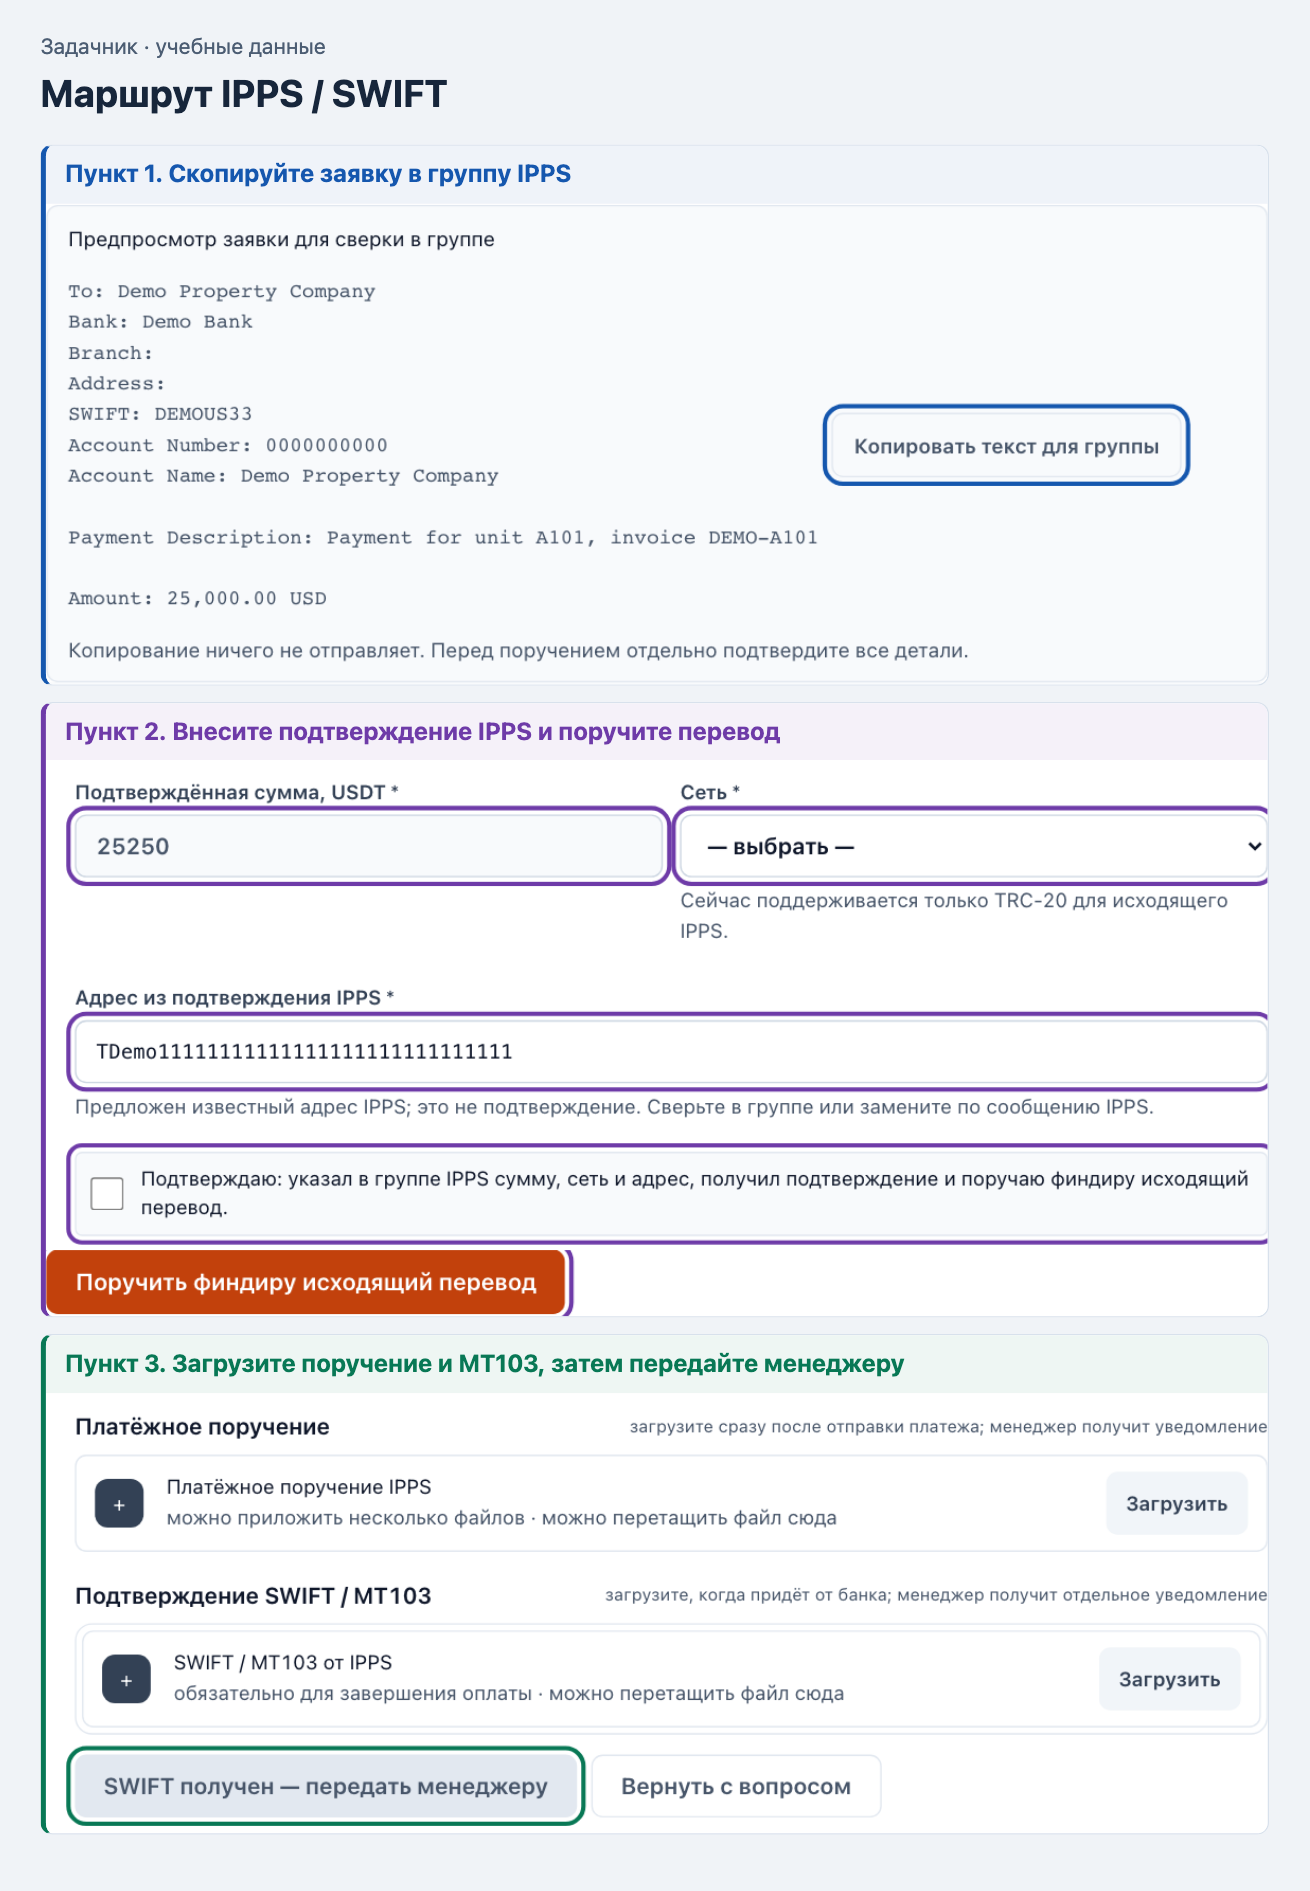 Задачник · учебные данные
Маршрут IPPS / SWIFT
Пункт 1. Скопируйте заявку в группу IPPS
Предпросмотр заявки для сверки в группе
To: Demo Property Company
Bank: Demo Bank
Branch:
Address:
SWIFT: DEMOUS33
Account Number: 0000000000
Account Name: Demo Property Company
Копировать текст для группы
Payment Description: Payment for unit A101, invoice DEMO-A101
Amount: 25,000.00 USD
Копирование ничего не отправляет. Перед поручением отдельно подтвердите все детали.
Пункт 2. Внесите подтверждение IPPS и поручите перевод
Подтверждённая сумма, USDT *
Сеть *
25250
— выбрать —
Сейчас поддерживается только TRC-20 для исходящего
IPPS.
Адрес из подтверждения IPPS *
TDemo11111111111111111111111111111
Предложен известный адрес IPPS; это не подтверждение. Сверьте в группе или замените по сообщению IPPS.
Подтверждаю: указал в группе IPPS сумму, сеть и адрес, получил подтверждение и поручаю финдиру исходящий
перевод.
Поручить финдиру исходящий перевод
Пункт 3. Загрузите поручение и MT103, затем передайте менеджеру
Платёжное поручение
загрузите сразу после отправки платежа; менеджер получит уведомление
+
Платёжное поручение IPPS
можно приложить несколько файлов · можно перетащить файл сюда
Загрузить
Подтверждение SWIFT / MT103
загрузите, когда придёт от банка; менеджер получит отдельное уведомление
+
SWIFT / MT103 от IPPS
обязательно для завершения оплаты · можно перетащить файл сюда
Загрузить
SWIFT получен — передать менеджеру
Вернуть с вопросом